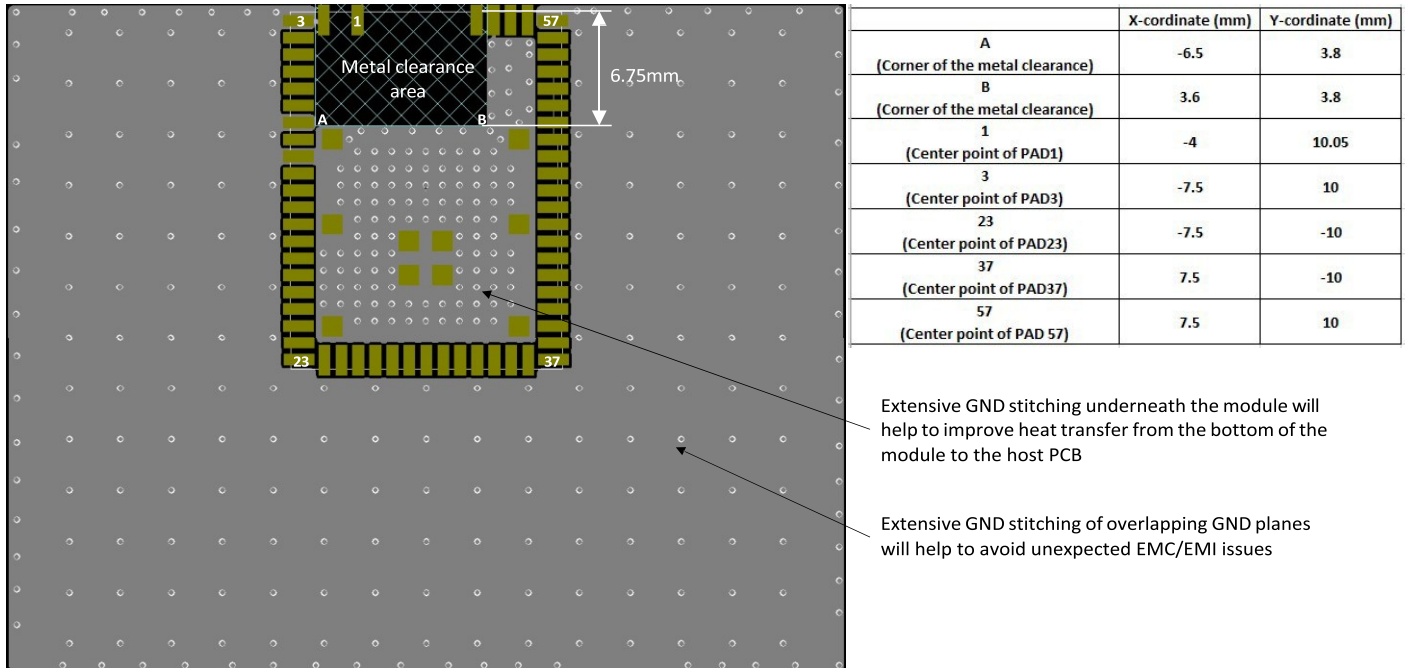 3
1
57
Metal clearance
area
6.75mm
A
B
23
37
X-cordinate (mm) Y-cordinate (mm)
A
(Corner of the metal clearance) -6.5 3.8
B
(Corner of the metal clearance) 3.6 3.8
1
(Center point of PAD1) -4 10.05
3
(Center point of PAD3) -7.5 10
23
(Center point of PAD23) -7.5 -10
37
(Center point of PAD37) 7.5 -10
57
(Center point of PAD 57) 7.5 10
Extensive GND stitching underneath the module will
help to improve heat transfer from the bottom of the
module to the host PCB
Extensive GND stitching of overlapping GND planes
will help to avoid unexpected EMC/EMI issues